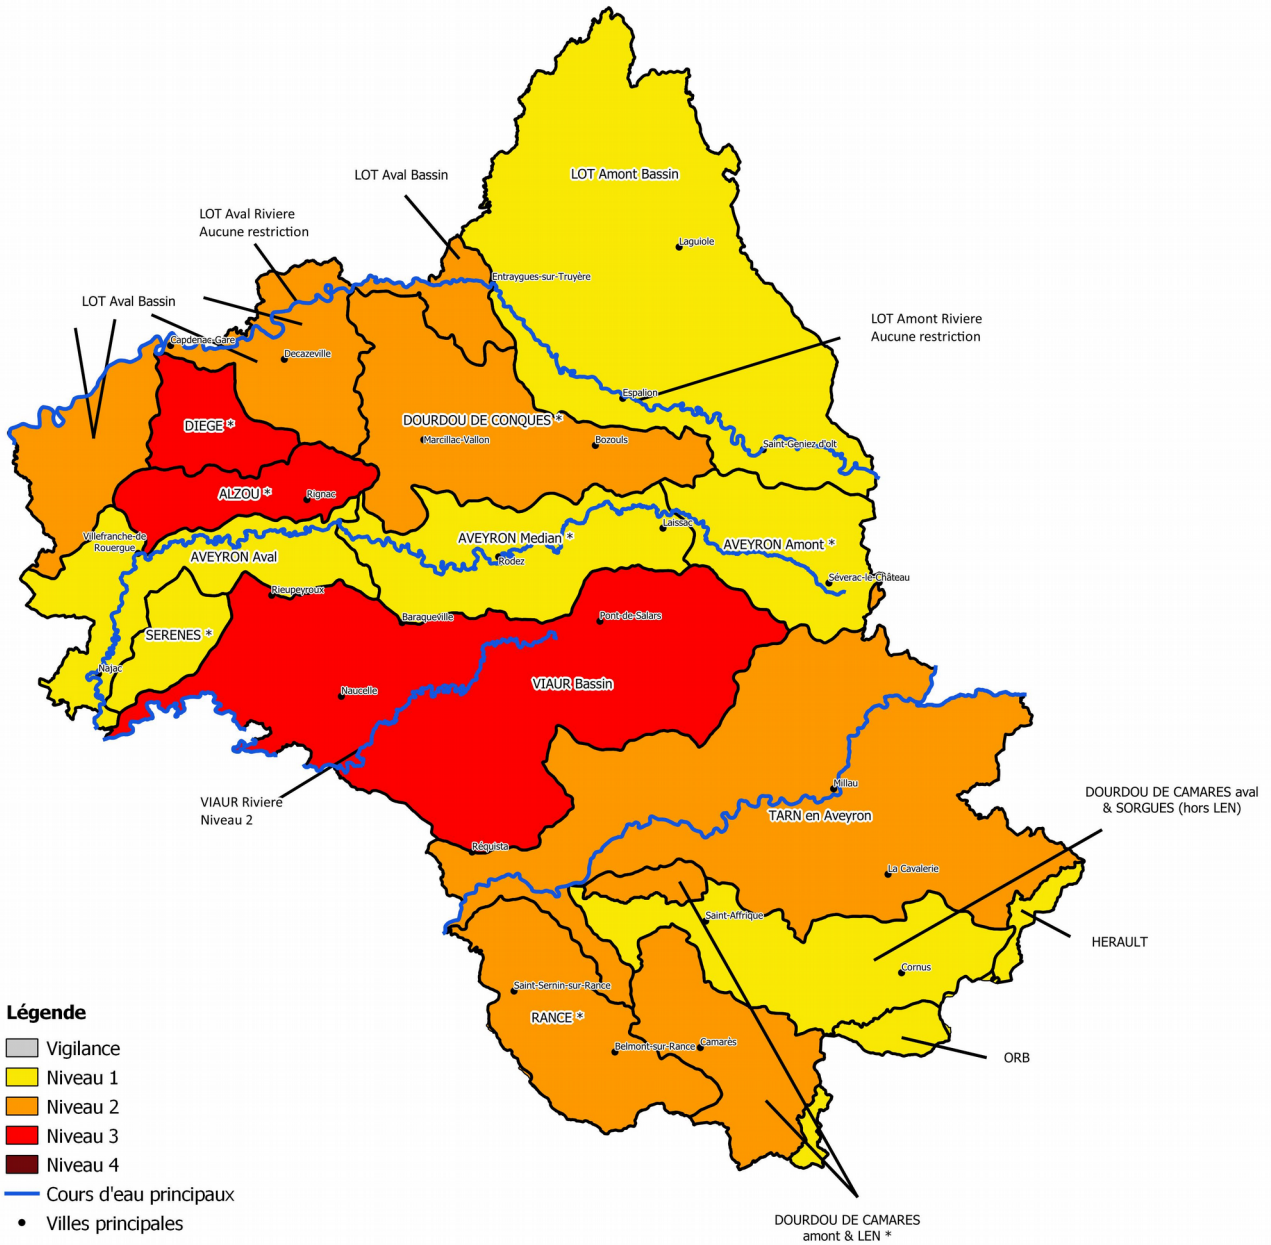 LOT Aval Bassin
LOT Amont Bassin
LOT Aval Riviere
Aucune restriction
Laguiole
Entraygues-sur-Truyère
LOT Aval Bassin
LOT Amont Riviere
Aucune restriction
Capdenac Gare
Decazeville
Espalion
DIEGE *
DOURDOU DE CONQUES *
Marcillac-Vallon
Bozouls
Saint-Geniez d'olt
ALZOU *
Rignac
Villefranche-de
Rouergue
AVEYRON Aval
AVEYRON Median *
Laissac
AVEYRON Amont *
Rodez
Séverac-le-Château
Rieupeyroux
Baraqueville
Pont-de-Salars
SERENES *
Najac
Naucelle
VIAUR Bassin
VIAUR Riviere
Niveau 2
Millau
TARN en Aveyron
DOURDOU DE CAMARES aval
& SORGUES (hors LEN)
Réquista
La Cavalerie
Saint-Affrique
HERAULT
Cornus
Saint-Sernin-sur-Rance
RANCE *
Belmont-sur-Rance
Camarès
ORB
DOURDOU DE CAMARES
amont & LEN *
Légende
Vigilance
Niveau 1
Niveau 2
Niveau 3
Niveau 4
Cours d'eau principaux
Villes principales